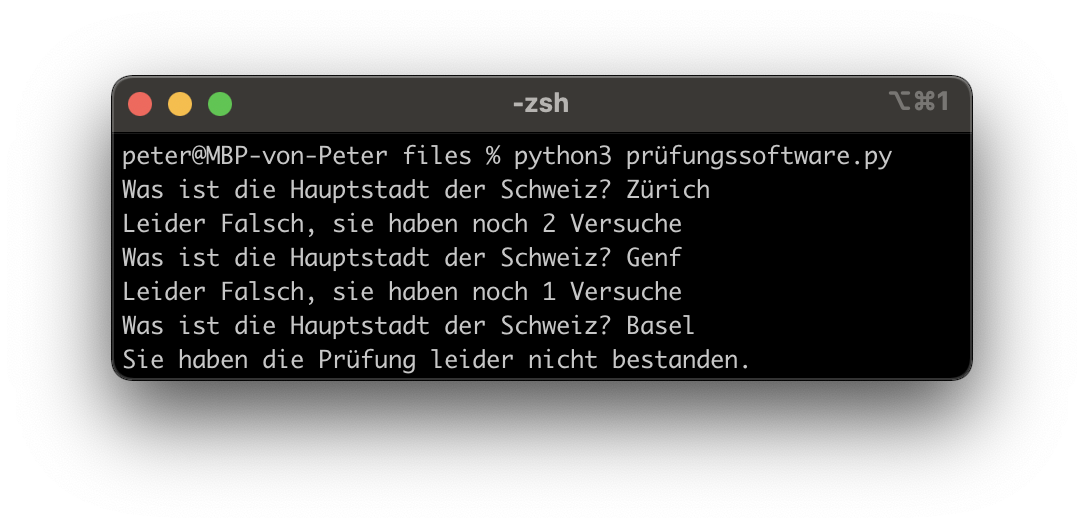 -zsh
⌥⌘1
peter@MBP-von-Peter files % python3 prüfungssoftware.py
Was ist die Hauptstadt der Schweiz? Zürich
Leider Falsch, sie haben noch 2 Versuche
Was ist die Hauptstadt der Schweiz? Genf
Leider Falsch, sie haben noch 1 Versuche
Was ist die Hauptstadt der Schweiz? Basel
Sie haben die Prüfung leider nicht bestanden.